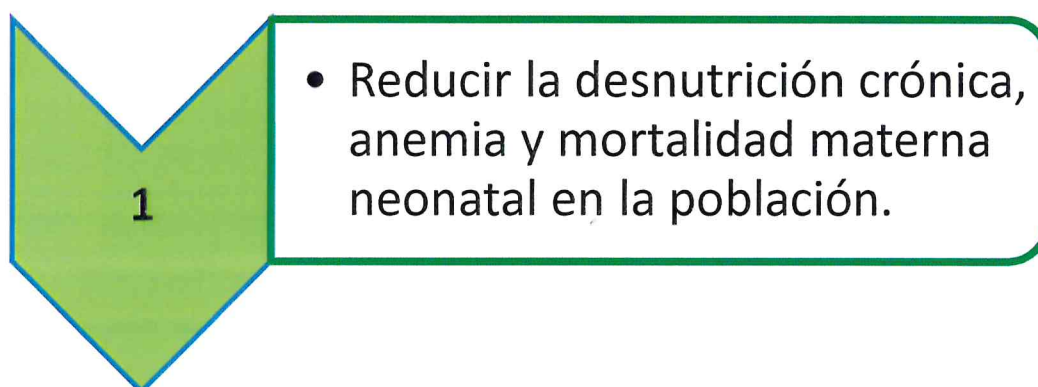 1
• Reducir la desnutrición crónica,
anemia y mortalidad materna
neonatal en la población.